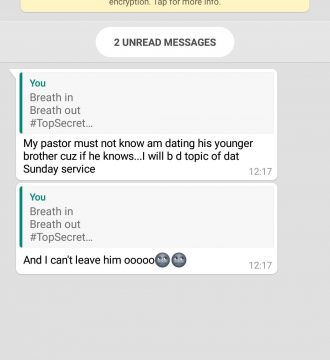 encryption. Tap for more info.
2 UNREAD MESSAGES
You
Breath in
Breath out
#TopSecret...
My pastor must not know am dating his younger
brother cuz if he knows...I will b d topic of dat
Sunday service
12:17
You
Breath in
Breath out
#TopSecret...
And I can't leave him ooooo🌚🌚
12:17